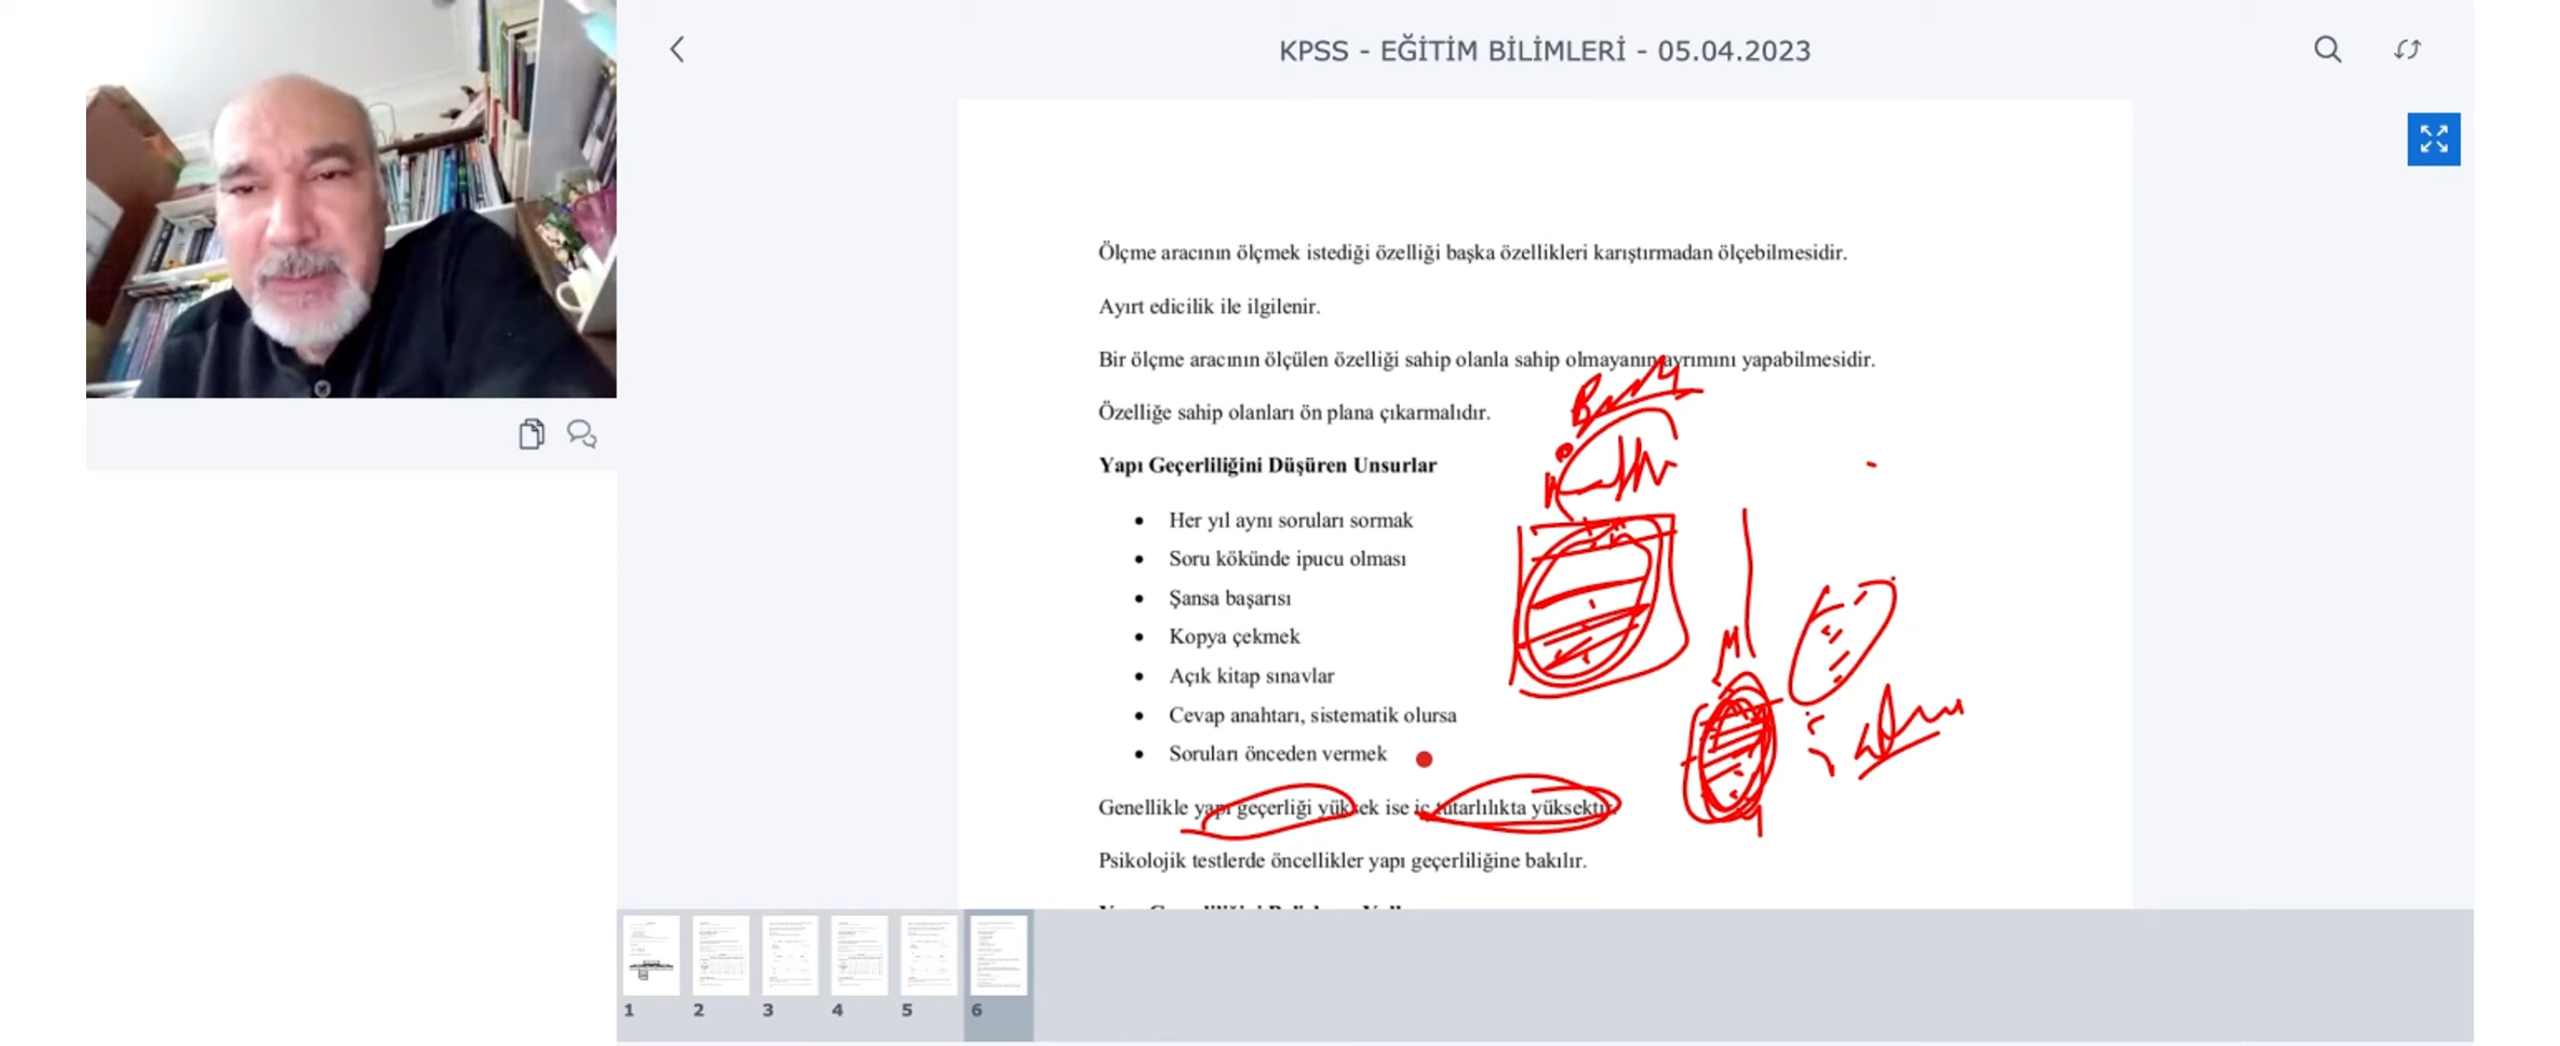 KPSS - EĞİTİM BİLİMLERİ - 05.04.2023
Ölçme aracının ölçmek istediği özelliği başka özellikleri karıştırmadan ölçebilmesidir.
Ayırt edicilik ile ilgilenir.
Bir ölçme aracının ölçülen özelliği sahip olanla sahip olmayanın ayrımını yapabilmesidir.
Özelliğe sahip olanları ön plana çıkarmalıdır.
Yapı Geçerliliğini Düşüren Unsurlar
• Her yıl aynı soruları sormak
• Soru kökünde ipucu olması
• Şansa başarısı
• Kopya çekmek
• Açık kitap sınavlar
• Cevap anahtarı, sistematik olursa
• Soruları önceden vermek
Genellikle yapı geçerliği yüksek ise iç tutarlılıkta yüksektir.
Psikolojik testlerde öncellikler yapı geçerliliğine bakılır.
1 2 3 4 5 6